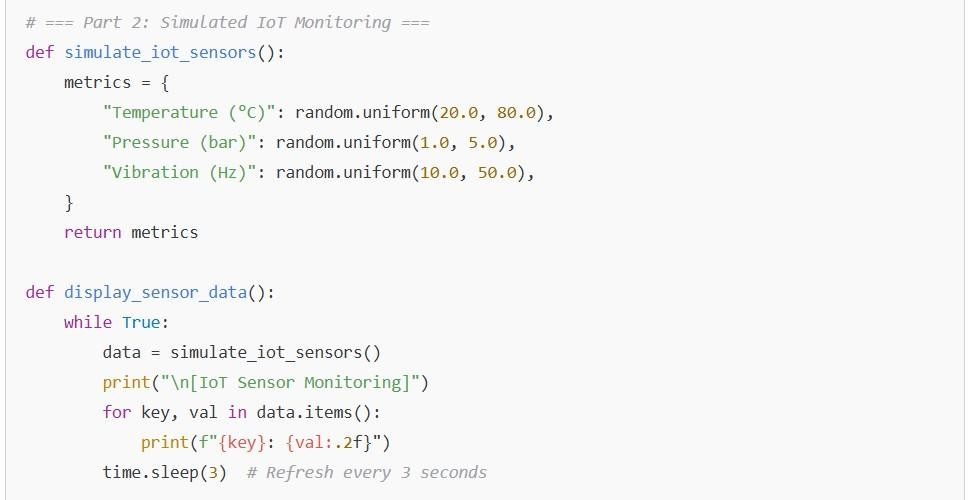 # === Part 2: Simulated IoT Monitoring ===
def simulate_iot_sensors():
    metrics = {
        "Temperature (°C)": random.uniform(20.0, 80.0),
        "Pressure (bar)": random.uniform(1.0, 5.0),
        "Vibration (Hz)": random.uniform(10.0, 50.0),
    }
    return metrics

def display_sensor_data():
    while True:
        data = simulate_iot_sensors()
        print("\n[IoT Sensor Monitoring]")
        for key, val in data.items():
            print(f"{key}: {val:.2f}")
        time.sleep(3)  # Refresh every 3 seconds